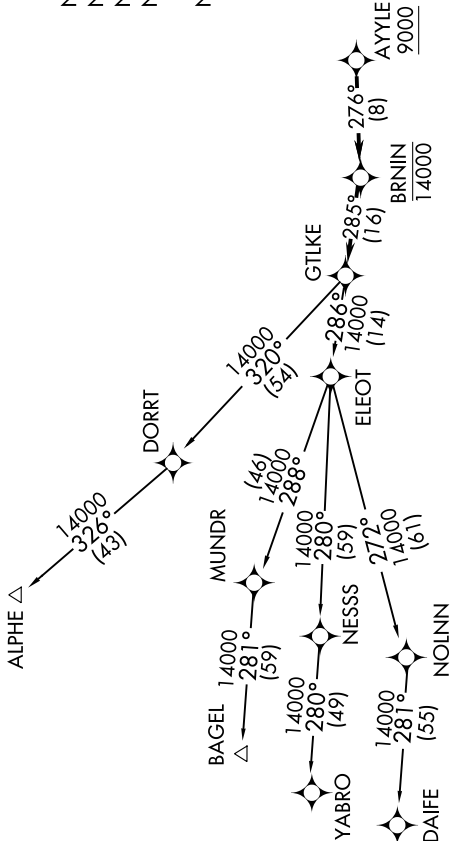 AYYLE
9000
276°
(8)
BRNIN
14000
285°
(16)
GTLKE
286°
14000
(14)
ELEOT
14000
320°
(54)
DORRT
14000
326°
(43)
ALPHE
(46)
14000
288°
MUNDR
14000
281°
(59)
BAGEL
14000
280°
(59)
NESSS
14000
280°
(49)
YABRO
272°
14000
(61)
NOLNN
14000
281°
(55)
DAIFE